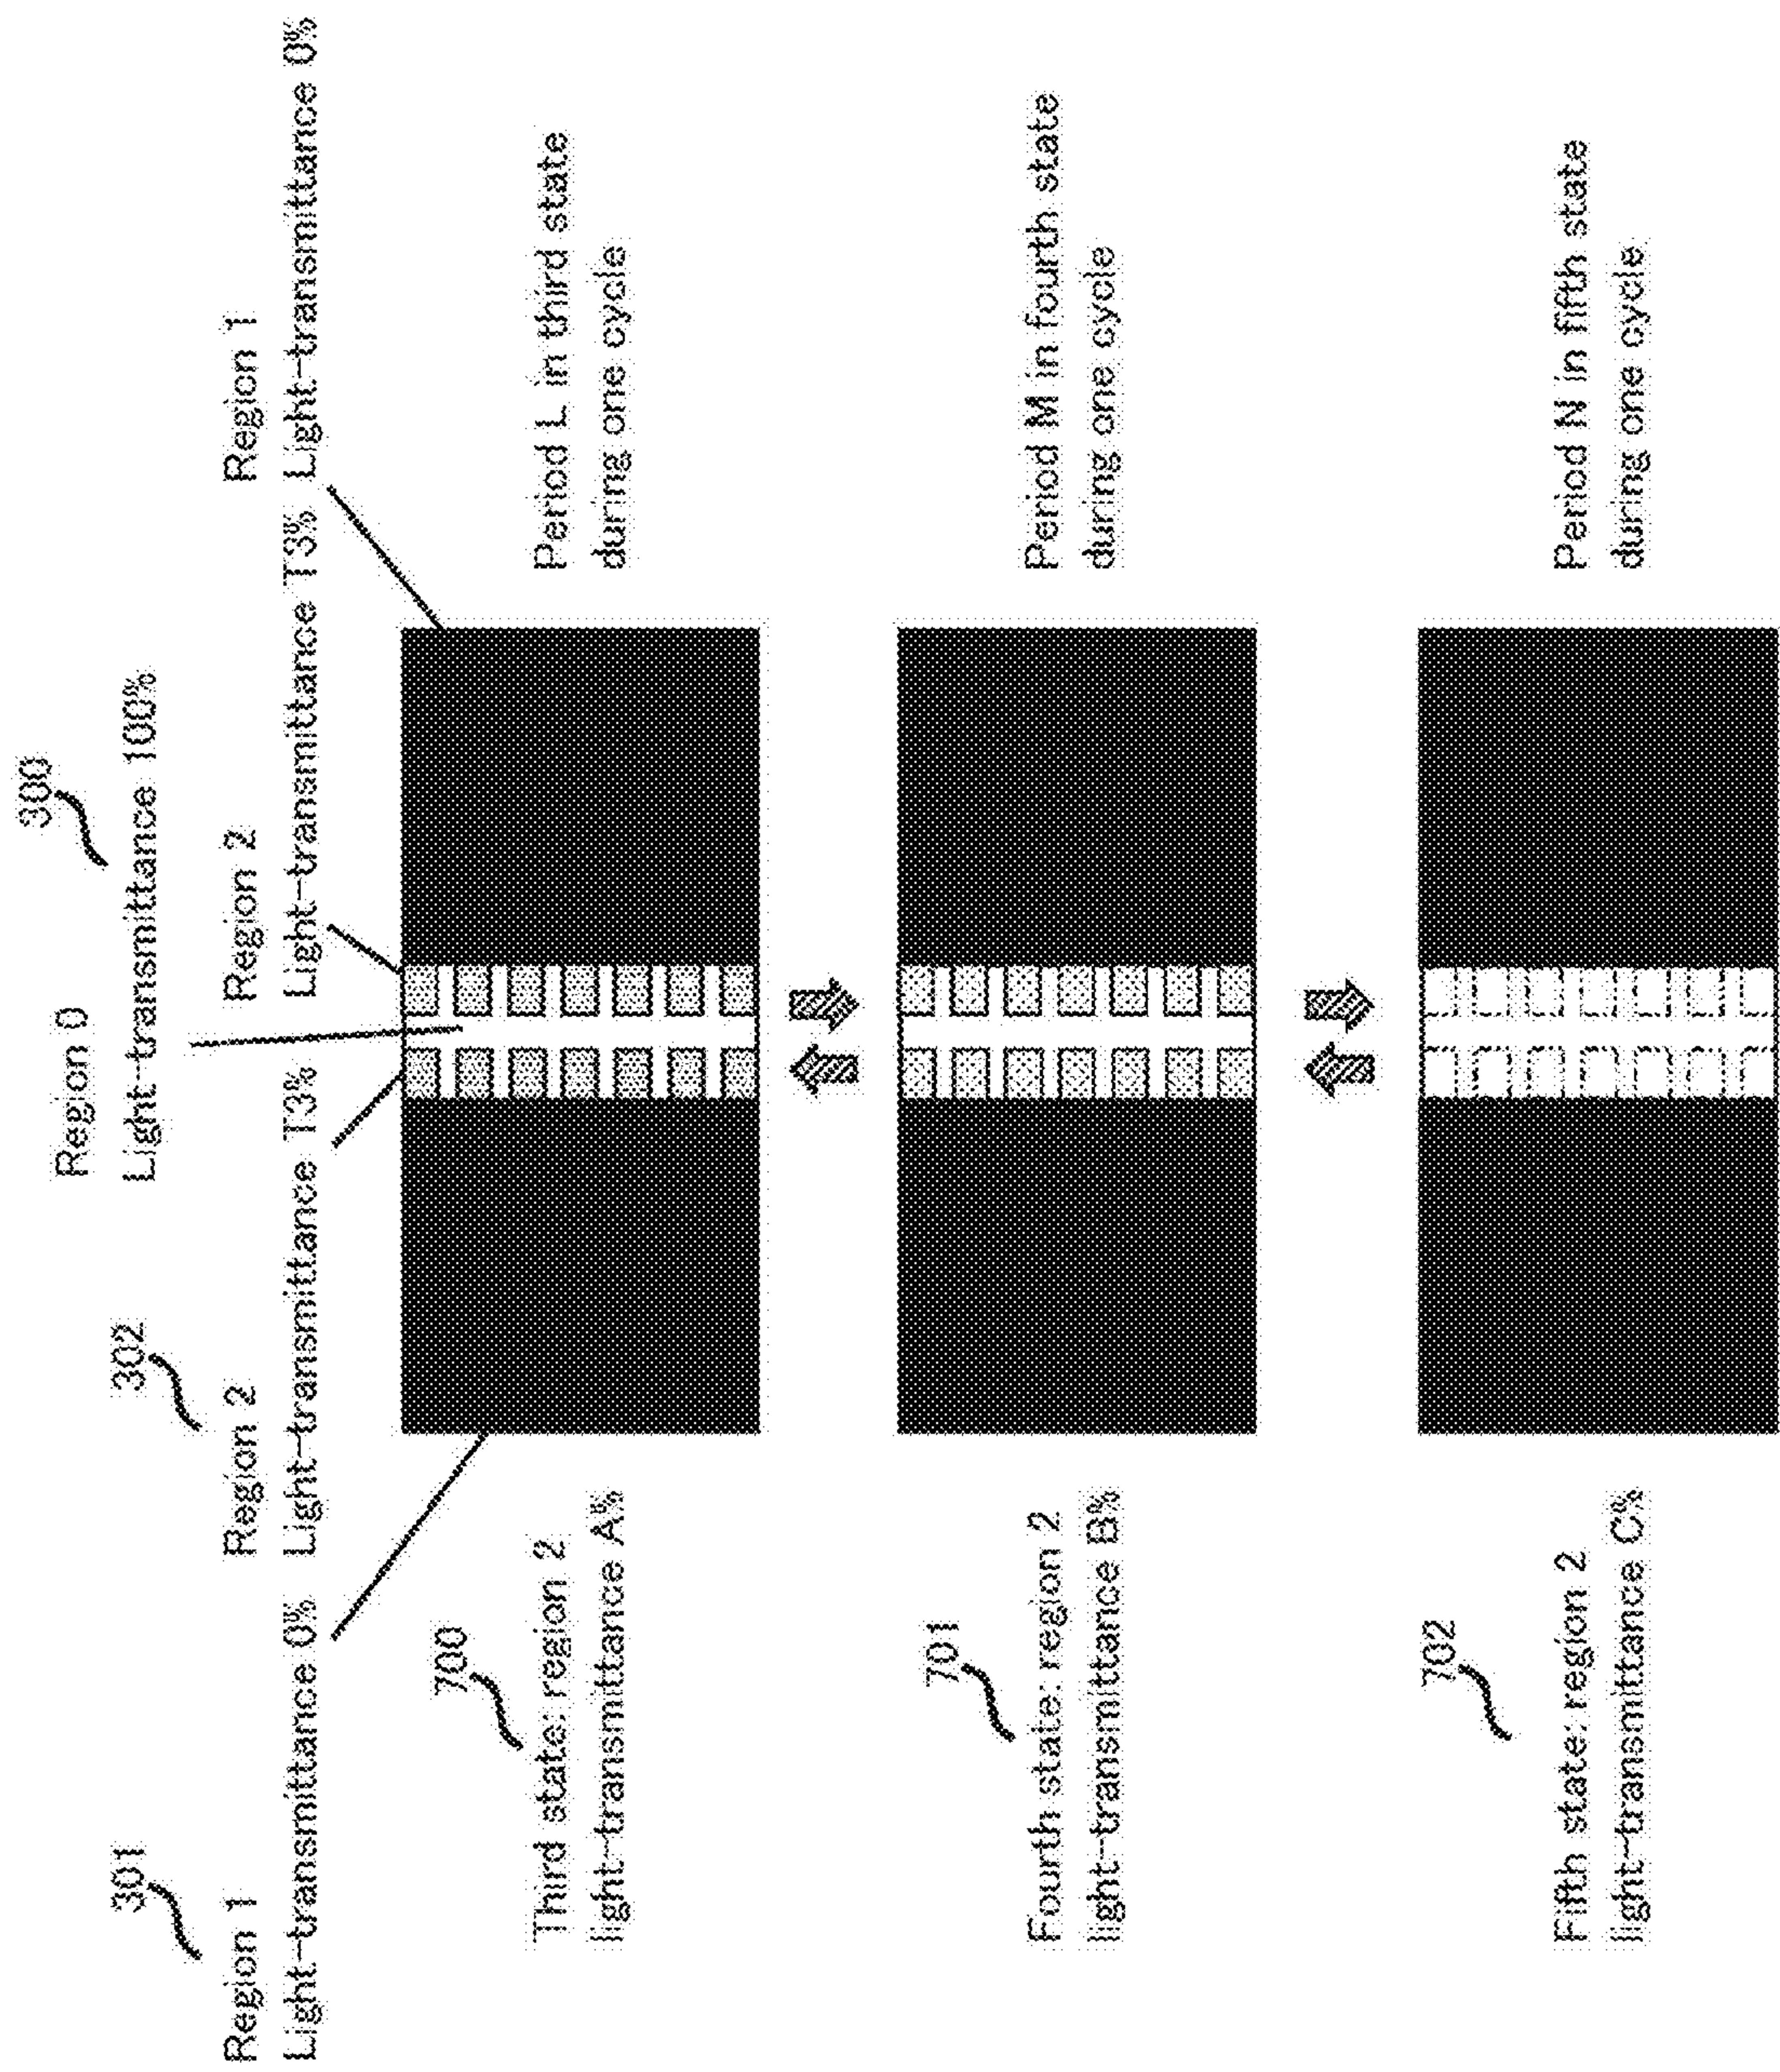 300
Region 0
Light-transmittance 100%
301
302
Region 1
Light-transmittance 0%
Region 2
Light-transmittance T3%
Region 2
Light-transmittance T3%
Region 1
Light-transmittance 0%
700
Third state: region 2
light-transmittance A%
Period L in third state
during one cycle
701
Fourth state: region 2
light-transmittance B%
Period M in fourth state
during one cycle
702
Fifth state: region 2
light-transmittance C%
Period N in fifth state
during one cycle